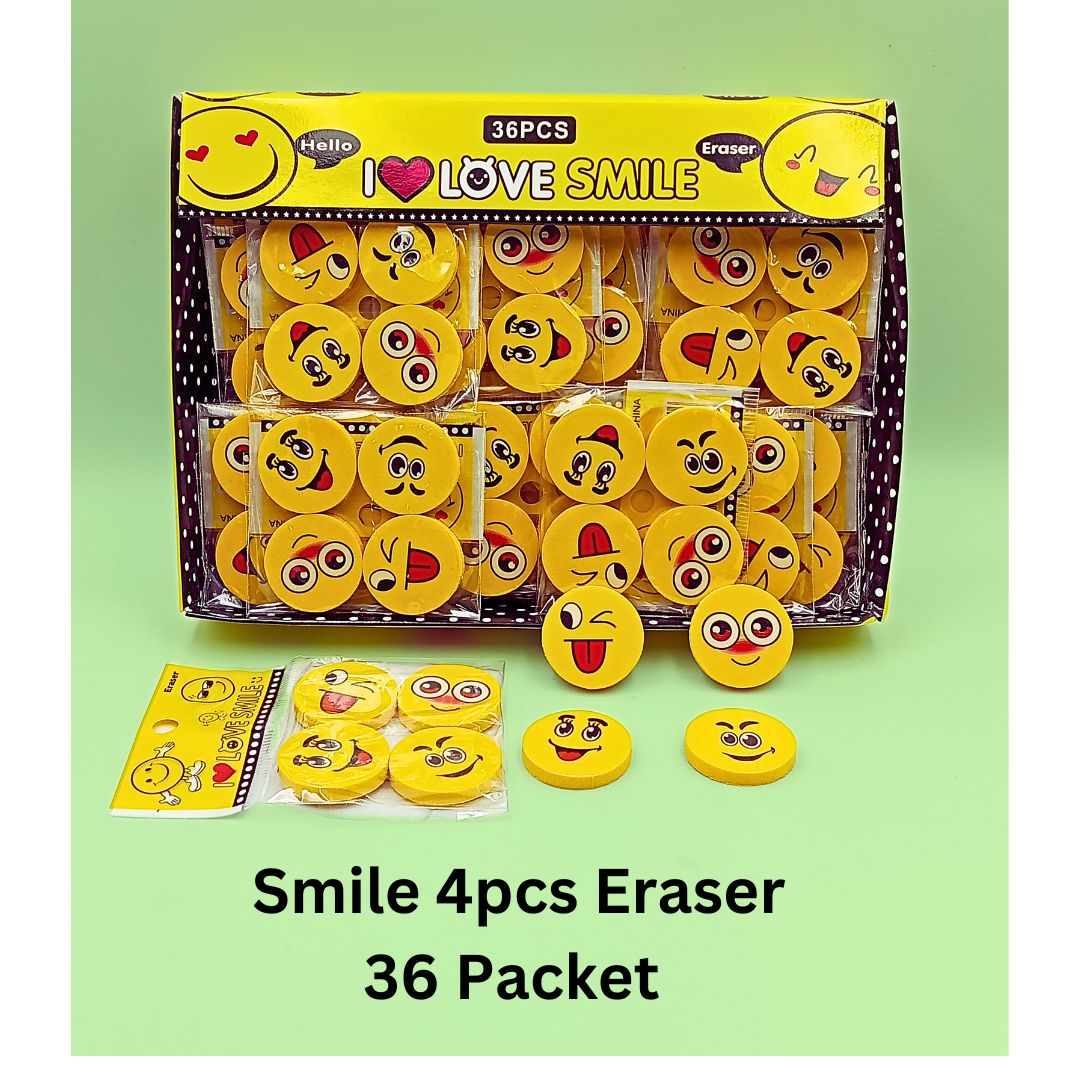 36PCS
Hello
Eraser
I LOVE SMILE
CHINA
Eraser
I LOVE SMILE
Smile 4pcs Eraser
36 Packet